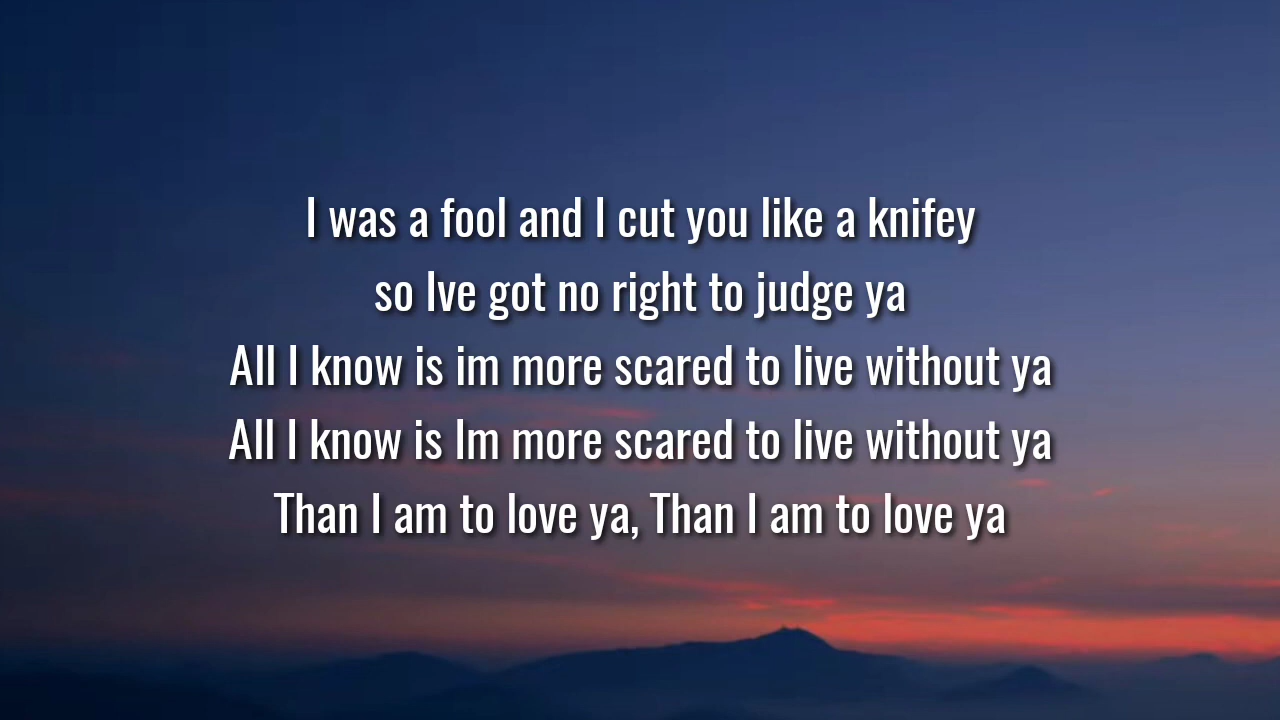 I was a fool and I cut you like a knifey
so Ive got no right to judge ya
All I know is im more scared to live without ya
All I know is Im more scared to live without ya
Than I am to love ya, Than I am to love ya